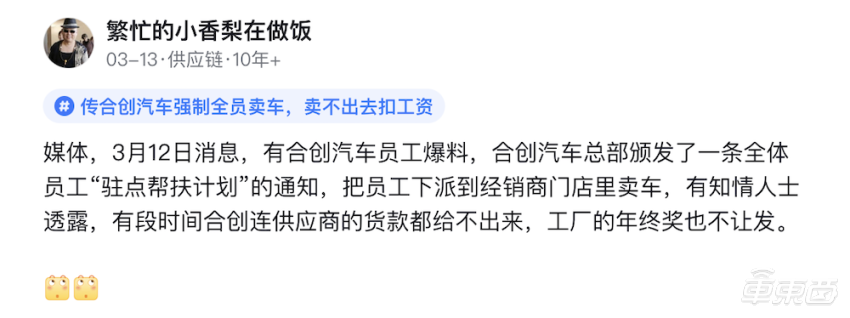 繁忙的小香梨在做饭
03-13·供应链·10年+
# 传合创汽车强制全员卖车，卖不出去扣工资
媒体，3月12日消息，有合创汽车员工爆料，合创汽车总部颁发了一条全体
员工“驻点帮扶计划”的通知，把员工下派到经销商门店里卖车，有知情人士
透露，有段时间合创连供应商的货款都给不出来，工厂的年终奖也不让发。
車東西